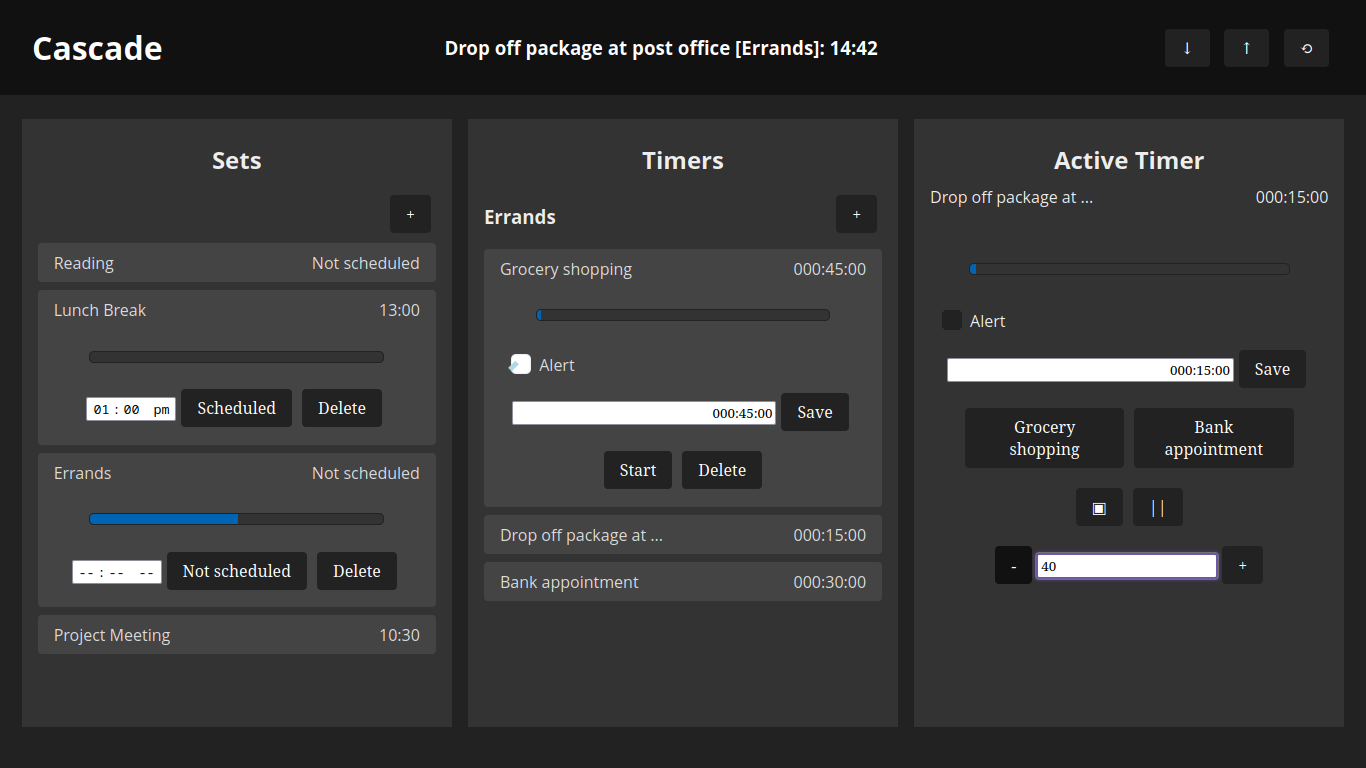 Cascade
Drop off package at post office [Errands]: 14:42
↓ ↑ ⟲
Sets
+
Reading Not scheduled
Lunch Break 13:00
01:00 pm Scheduled Delete
Errands Not scheduled
--:-- -- Not scheduled Delete
Project Meeting 10:30
Timers
Errands +
Grocery shopping 000:45:00
Alert
000:45:00 Save
Start Delete
Drop off package at ... 000:15:00
Bank appointment 000:30:00
Active Timer
Drop off package at ... 000:15:00
Alert
000:15:00 Save
Grocery
shopping
Bank
appointment
▣ ||
- 40 +